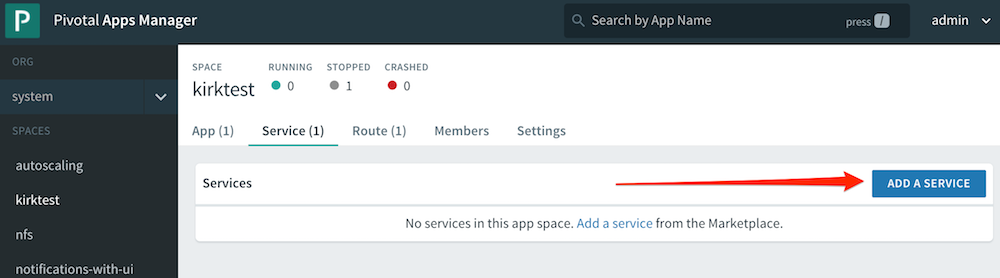 P Pivotal Apps Manager
Search by App Name press /
admin
ORG
system
SPACES
autoscaling
kirktest
nfs
notifications-with-ui
SPACE
kirktest
RUNNING
0
STOPPED
1
CRASHED
0
App (1) Service (1) Route (1) Members Settings
Services
ADD A SERVICE
No services in this app space. Add a service from the Marketplace.